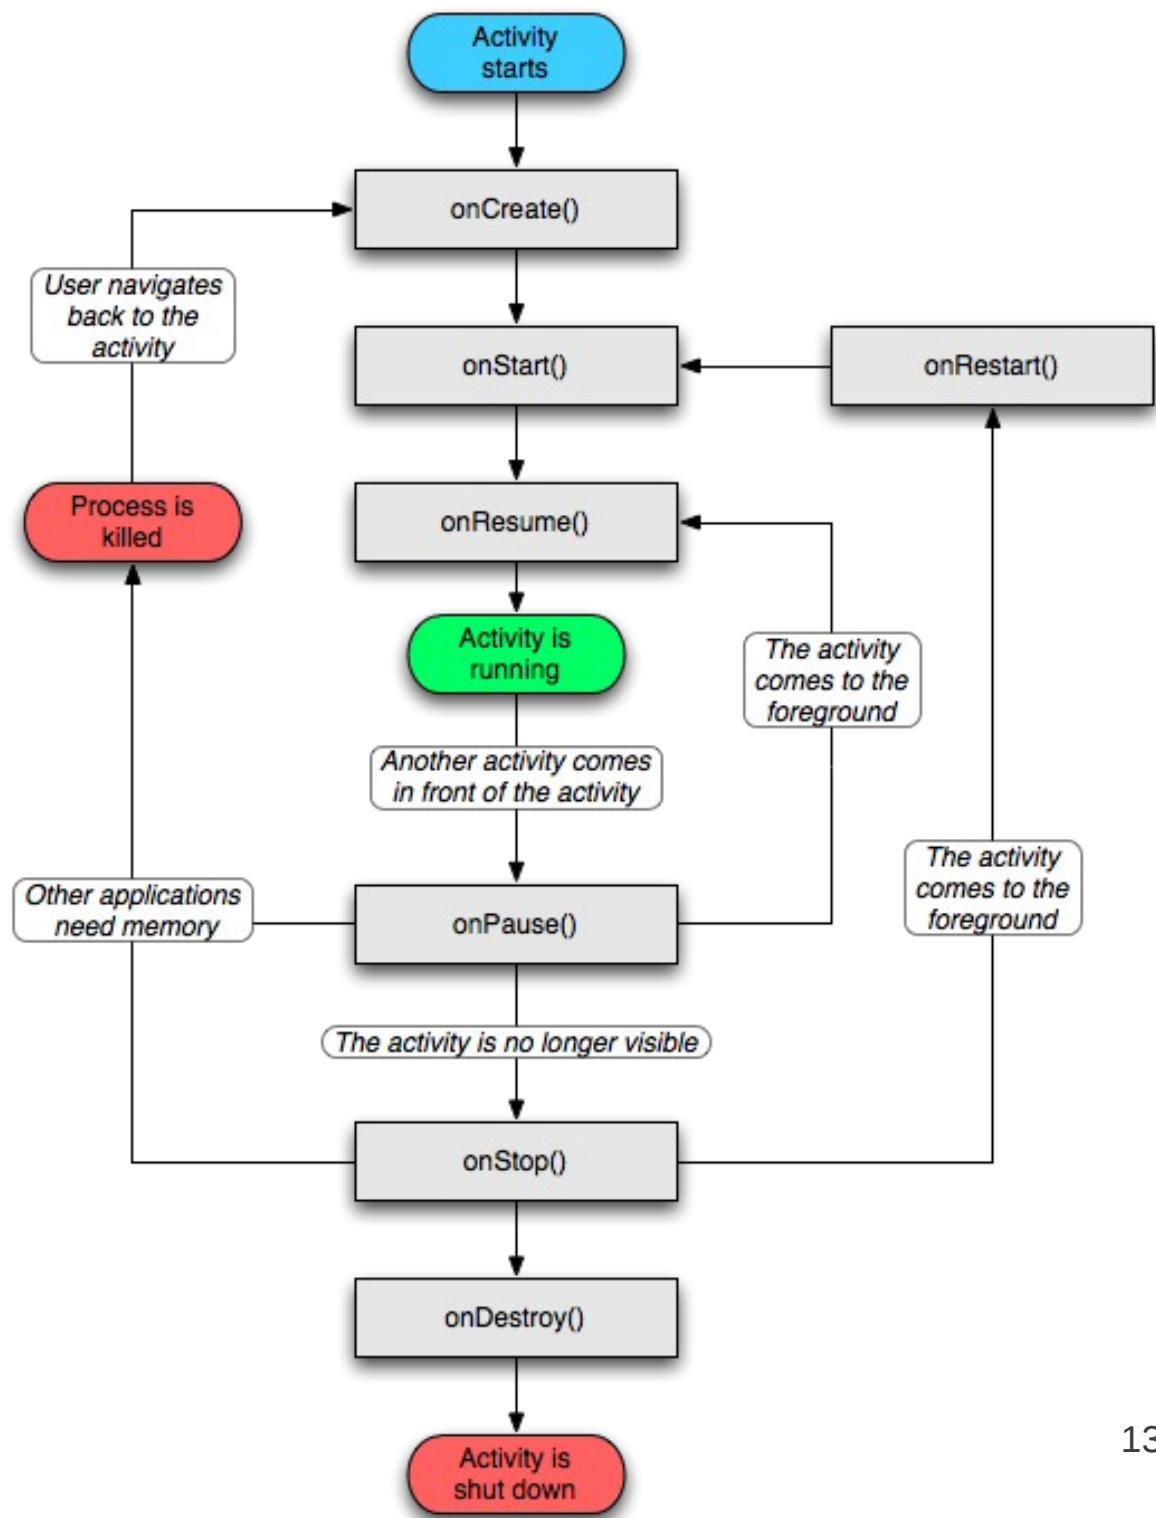 Activity
starts
onCreate()
User navigates
back to the
activity
onStart()
onRestart()
Process is
killed
onResume()
Activity is
running
The activity
comes to the
foreground
Another activity comes
in front of the activity
The activity
comes to the
foreground
Other applications
need memory
onPause()
The activity is no longer visible
onStop()
onDestroy()
Activity is
shut down
13